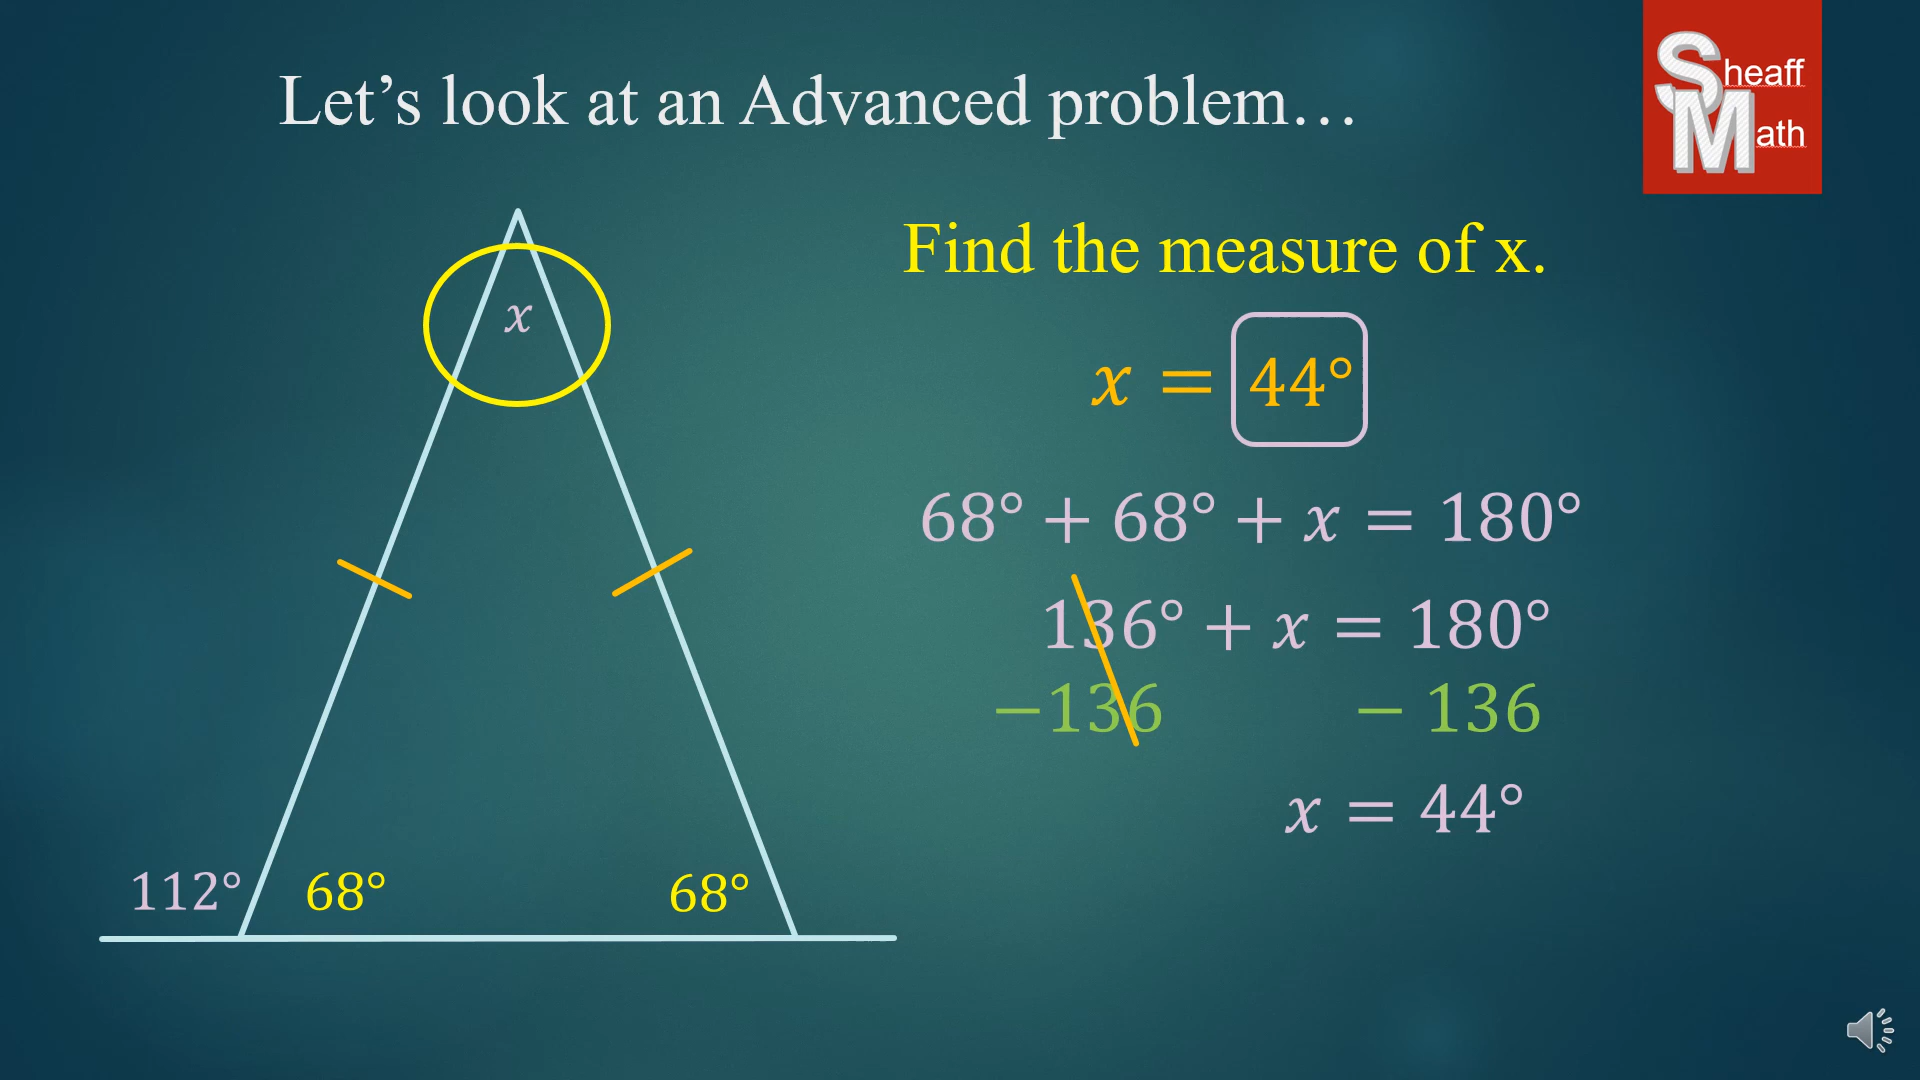 Let’s look at an Advanced problem…
Sheaff
Math
Find the measure of x.
x
x = 44°
68° + 68° + x = 180°
136° + x = 180°
−136 − 136
x = 44°
112° 68° 68°